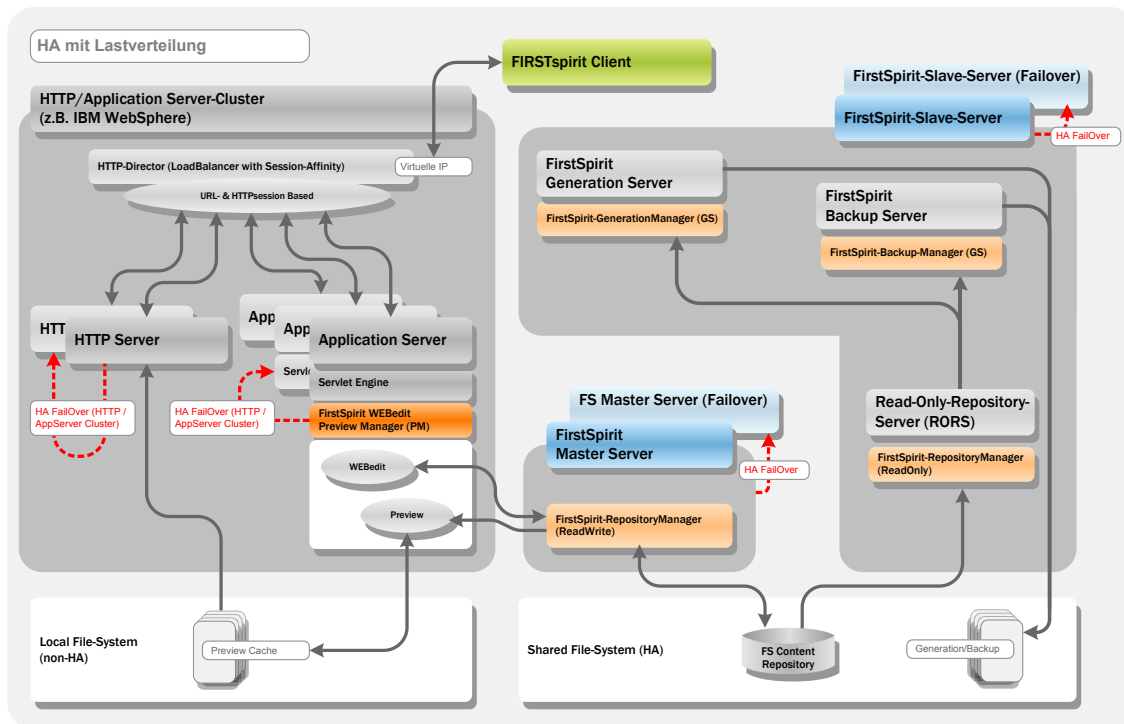 HA mit Lastverteilung
FIRSTspirit Client
FirstSpirit-Slave-Server (Failover)
FirstSpirit-Slave-Server
HA FailOver
HTTP/Application Server-Cluster
(z.B. IBM WebSphere)
HTTP-Director (LoadBalancer with Session-Affinity)
Virtuelle IP
URL- & HTTPsession Based
FirstSpirit
Generation Server
FirstSpirit-GenerationManager (GS)
FirstSpirit
Backup Server
FirstSpirit-Backup-Manager (GS)
HTT
HTTP Server
App
App
Application Server
Servle
Servlet Engine
HA FailOver (HTTP /
AppServer Cluster)
HA FailOver (HTTP /
AppServer Cluster)
FirstSpirit WEBedit
Preview Manager (PM)
WEBedit
Preview
FS Master Server (Failover)
FirstSpirit
Master Server
HA FailOver
FirstSpirit-RepositoryManager
(ReadWrite)
Read-Only-Repository-
Server (RORS)
FirstSpirit-RepositoryManager
(ReadOnly)
Local File-System
(non-HA)
Preview Cache
Shared File-System (HA)
FS Content
Repository
Generation/Backup